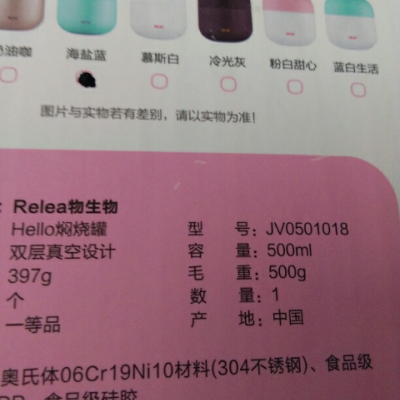 Relea
奶油咖 海盐蓝 慕斯白 冷光灰 粉白甜心 蓝白生活
图片与实物若有差别，请以实物为准！
: Relea物生物
Hello焖烧罐 型 号: JV0501018
双层真空设计 容 量: 500ml
397g 毛 重: 500g
个 数 量: 1
一等品 产 地: 中国
奥氏体06Cr19Ni10材料(304不锈钢)、食品级
PP、食品级硅胶